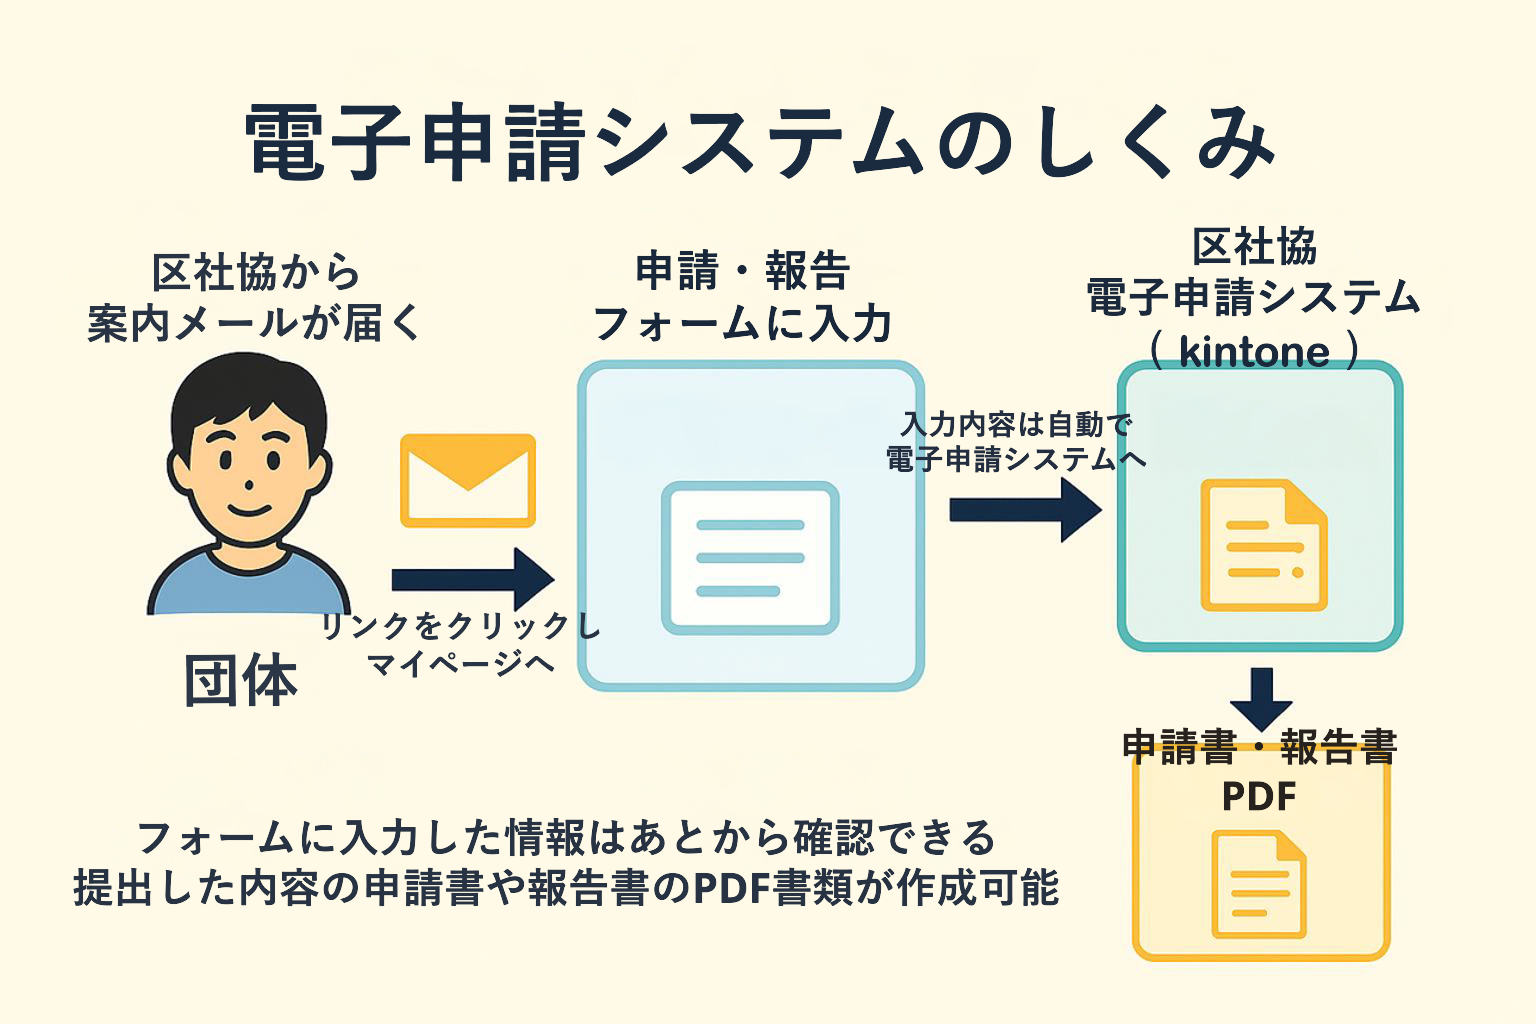 電子申請システムのしくみ
区社協から
案内メールが届く
団体
リンクをクリックし
マイページへ
申請・報告
フォームに入力
入力内容は自動で
電子申請システムへ
区社協
電子申請システム
（ kintone ）
申請書・報告書
PDF
フォームに入力した情報はあとから確認できる
提出した内容の申請書や報告書のPDF書類が作成可能